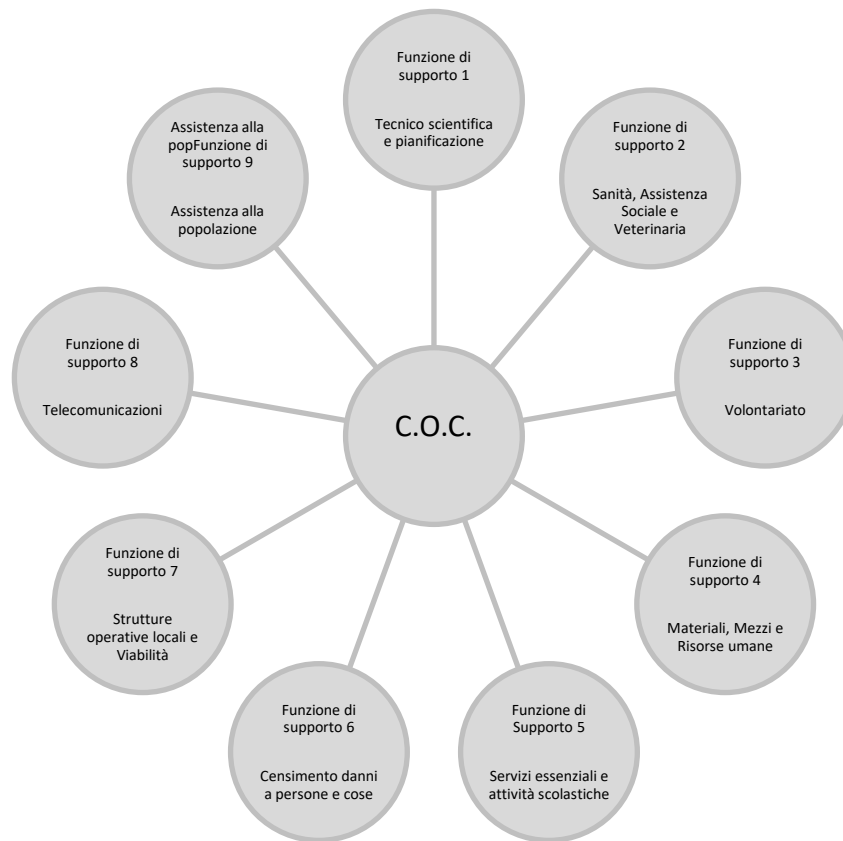 Funzione di
supporto 1
Tecnico scientifica
e pianificazione
Funzione di
supporto 2
Sanità, Assistenza
Sociale e
Veterinaria
Funzione di
supporto 3
Volontariato
Funzione di
supporto 4
Materiali, Mezzi e
Risorse umane
Funzione di
Supporto 5
Servizi essenziali e
attività scolastiche
Funzione di
supporto 6
Censimento danni
a persone e cose
Funzione di
supporto 7
Strutture
operative locali e
Viabilità
Funzione di
supporto 8
Telecomunicazioni
Assistenza alla
popFunzione di
supporto 9
Assistenza alla
popolazione
C.O.C.